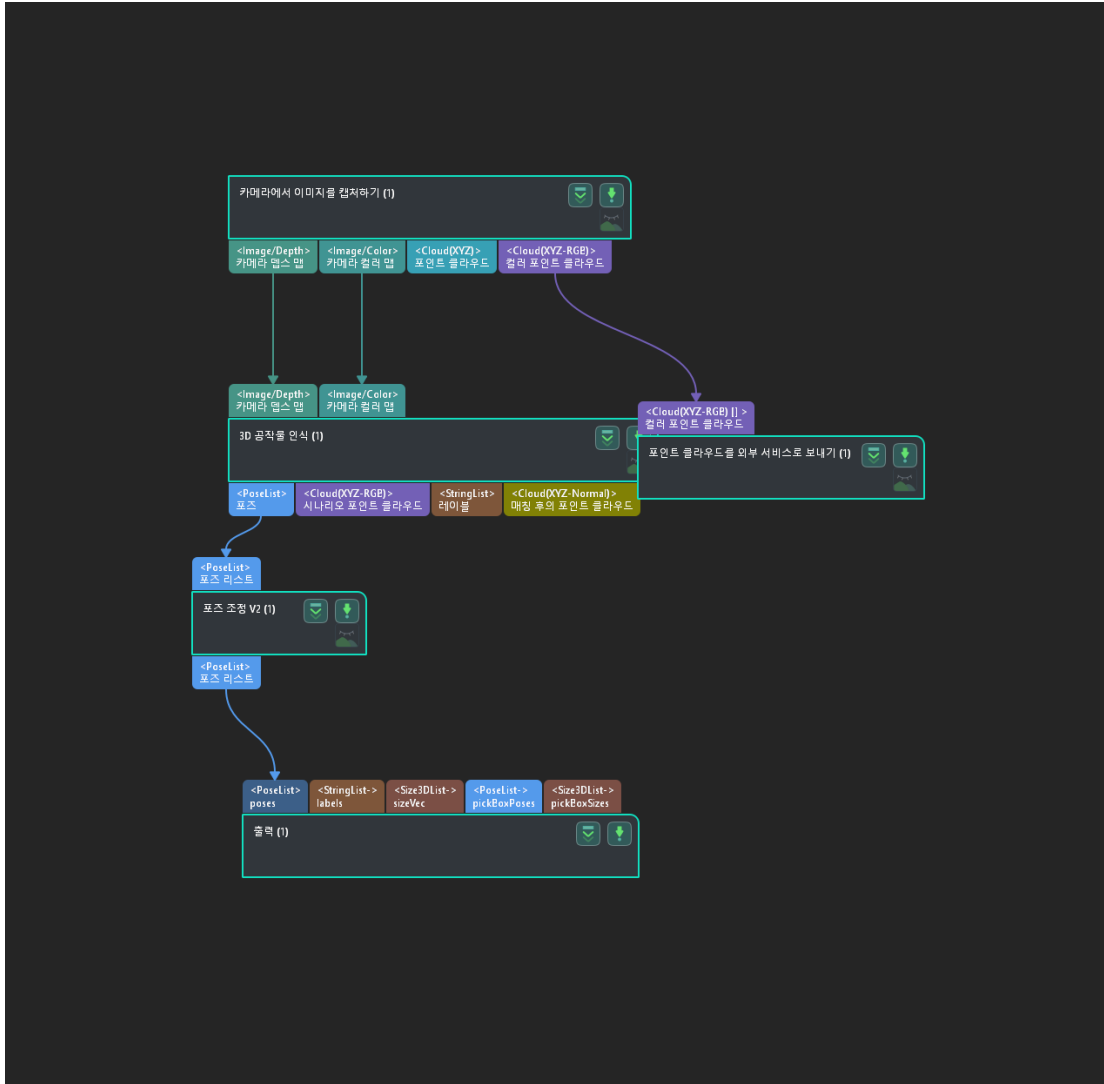 카메라에서 이미지를 캡처하기 (1)
<Image/Depth>
카메라 뎁스 맵
<Image/Color>
카메라 컬러 맵
<Cloud(XYZ)>
포인트 클라우드
<Cloud(XYZ-RGB)>
컬러 포인트 클라우드
<Image/Depth>
카메라 뎁스 맵
<Image/Color>
카메라 컬러 맵
<Cloud(XYZ-RGB) [] >
컬러 포인트 클라우드
3D 공작물 인식 (1)
포인트 클라우드를 외부 서비스로 보내기 (1)
<PoseList>
포즈
<Cloud(XYZ-RGB)>
시나리오 포인트 클라우드
<StringList>
레이블
<Cloud(XYZ-Normal)>
매칭 후의 포인트 클라우드
<PoseList>
포즈 리스트
포즈 조정 V2 (1)
<PoseList>
포즈 리스트
<PoseList>
poses
<StringList->
labels
<Size3DList->
sizeVec
<PoseList->
pickBoxPoses
<Size3DList->
pickBoxSizes
출력 (1)